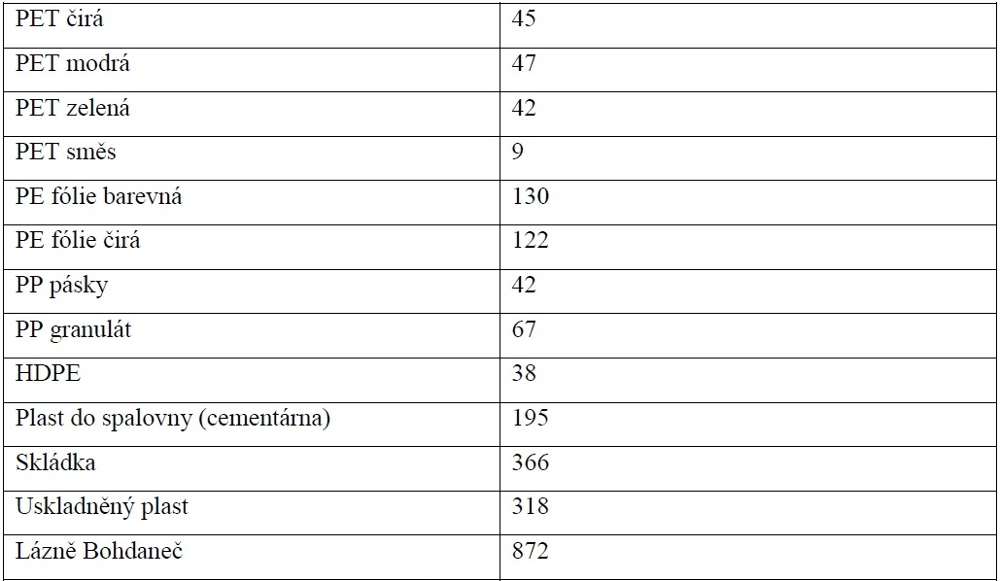 PET čirá 45
PET modrá 47
PET zelená 42
PET směs 9
PE fólie barevná 130
PE fólie čirá 122
PP pásky 42
PP granulát 67
HDPE 38
Plast do spalovny (cementárna) 195
Skládka 366
Uskladněný plast 318
Lázně Bohdaneč 872